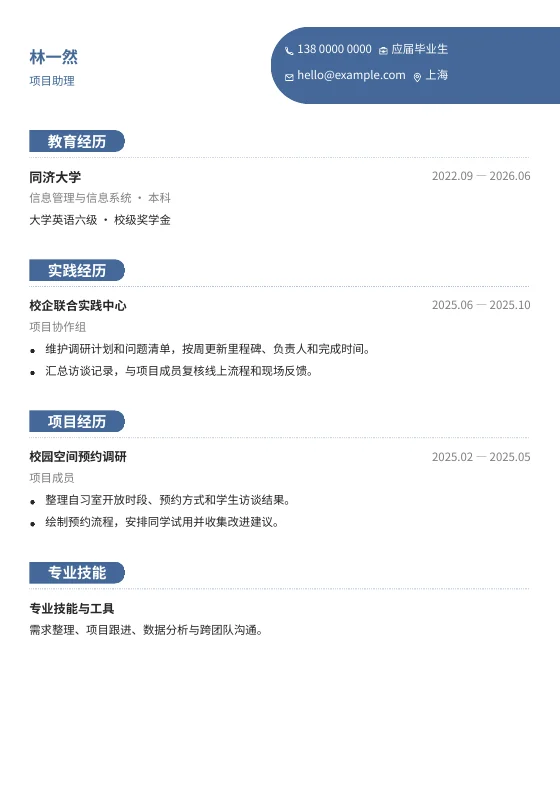 林一然
项目助理
138 0000 0000 应届毕业生
hello@example.com 上海
教育经历
同济大学 2022.09 — 2026.06
信息管理与信息系统 • 本科
大学英语六级 • 校级奖学金
实践经历
校企联合实践中心 2025.06 — 2025.10
项目协作组
• 维护调研计划和问题清单，按周更新里程碑、负责人和完成时间。
• 汇总访谈记录，与项目成员复核线上流程和现场反馈。
项目经历
校园空间预约调研 2025.02 — 2025.05
项目成员
• 整理自习室开放时段、预约方式和学生访谈结果。
• 绘制预约流程，安排同学试用并收集改进建议。
专业技能
专业技能与工具
需求整理、项目跟进、数据分析与跨团队沟通。